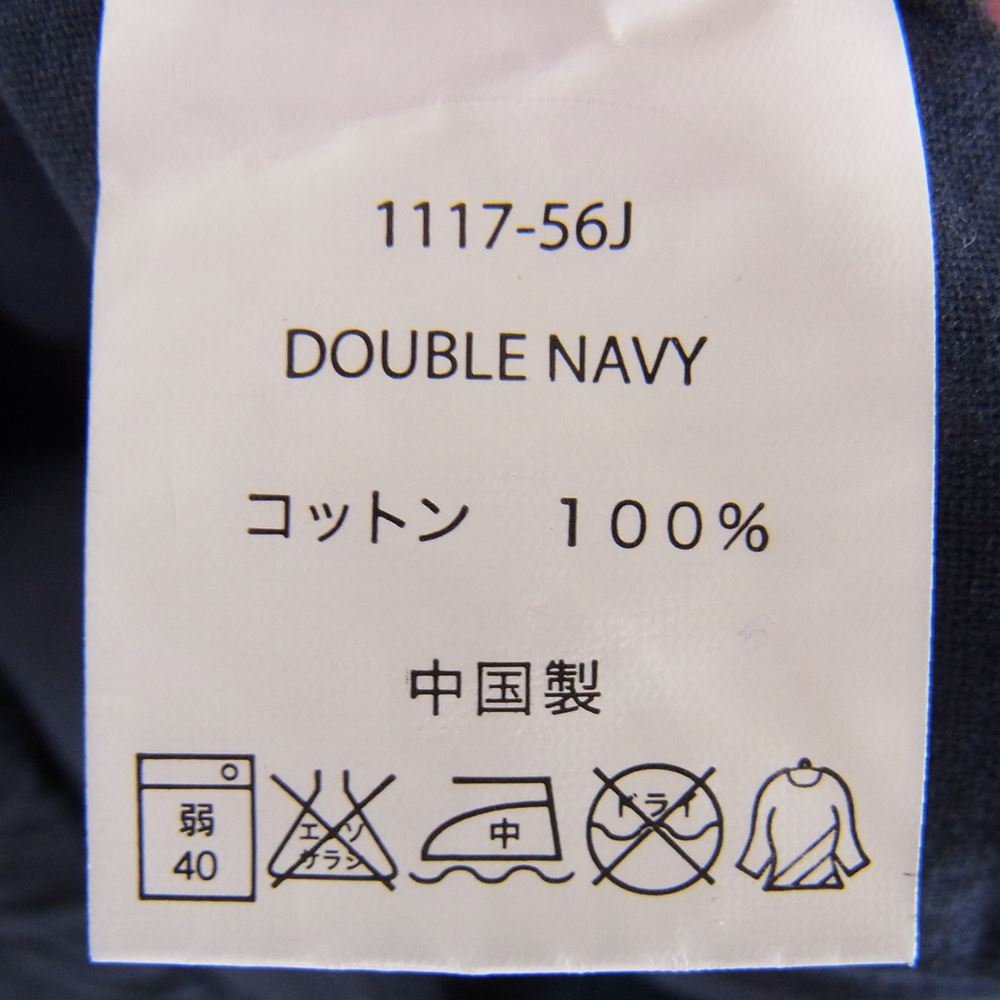 1117-56J
DOUBLE NAVY
コットン　100%
中国製
弱
40
エンソ
サラシ
中
ドライ